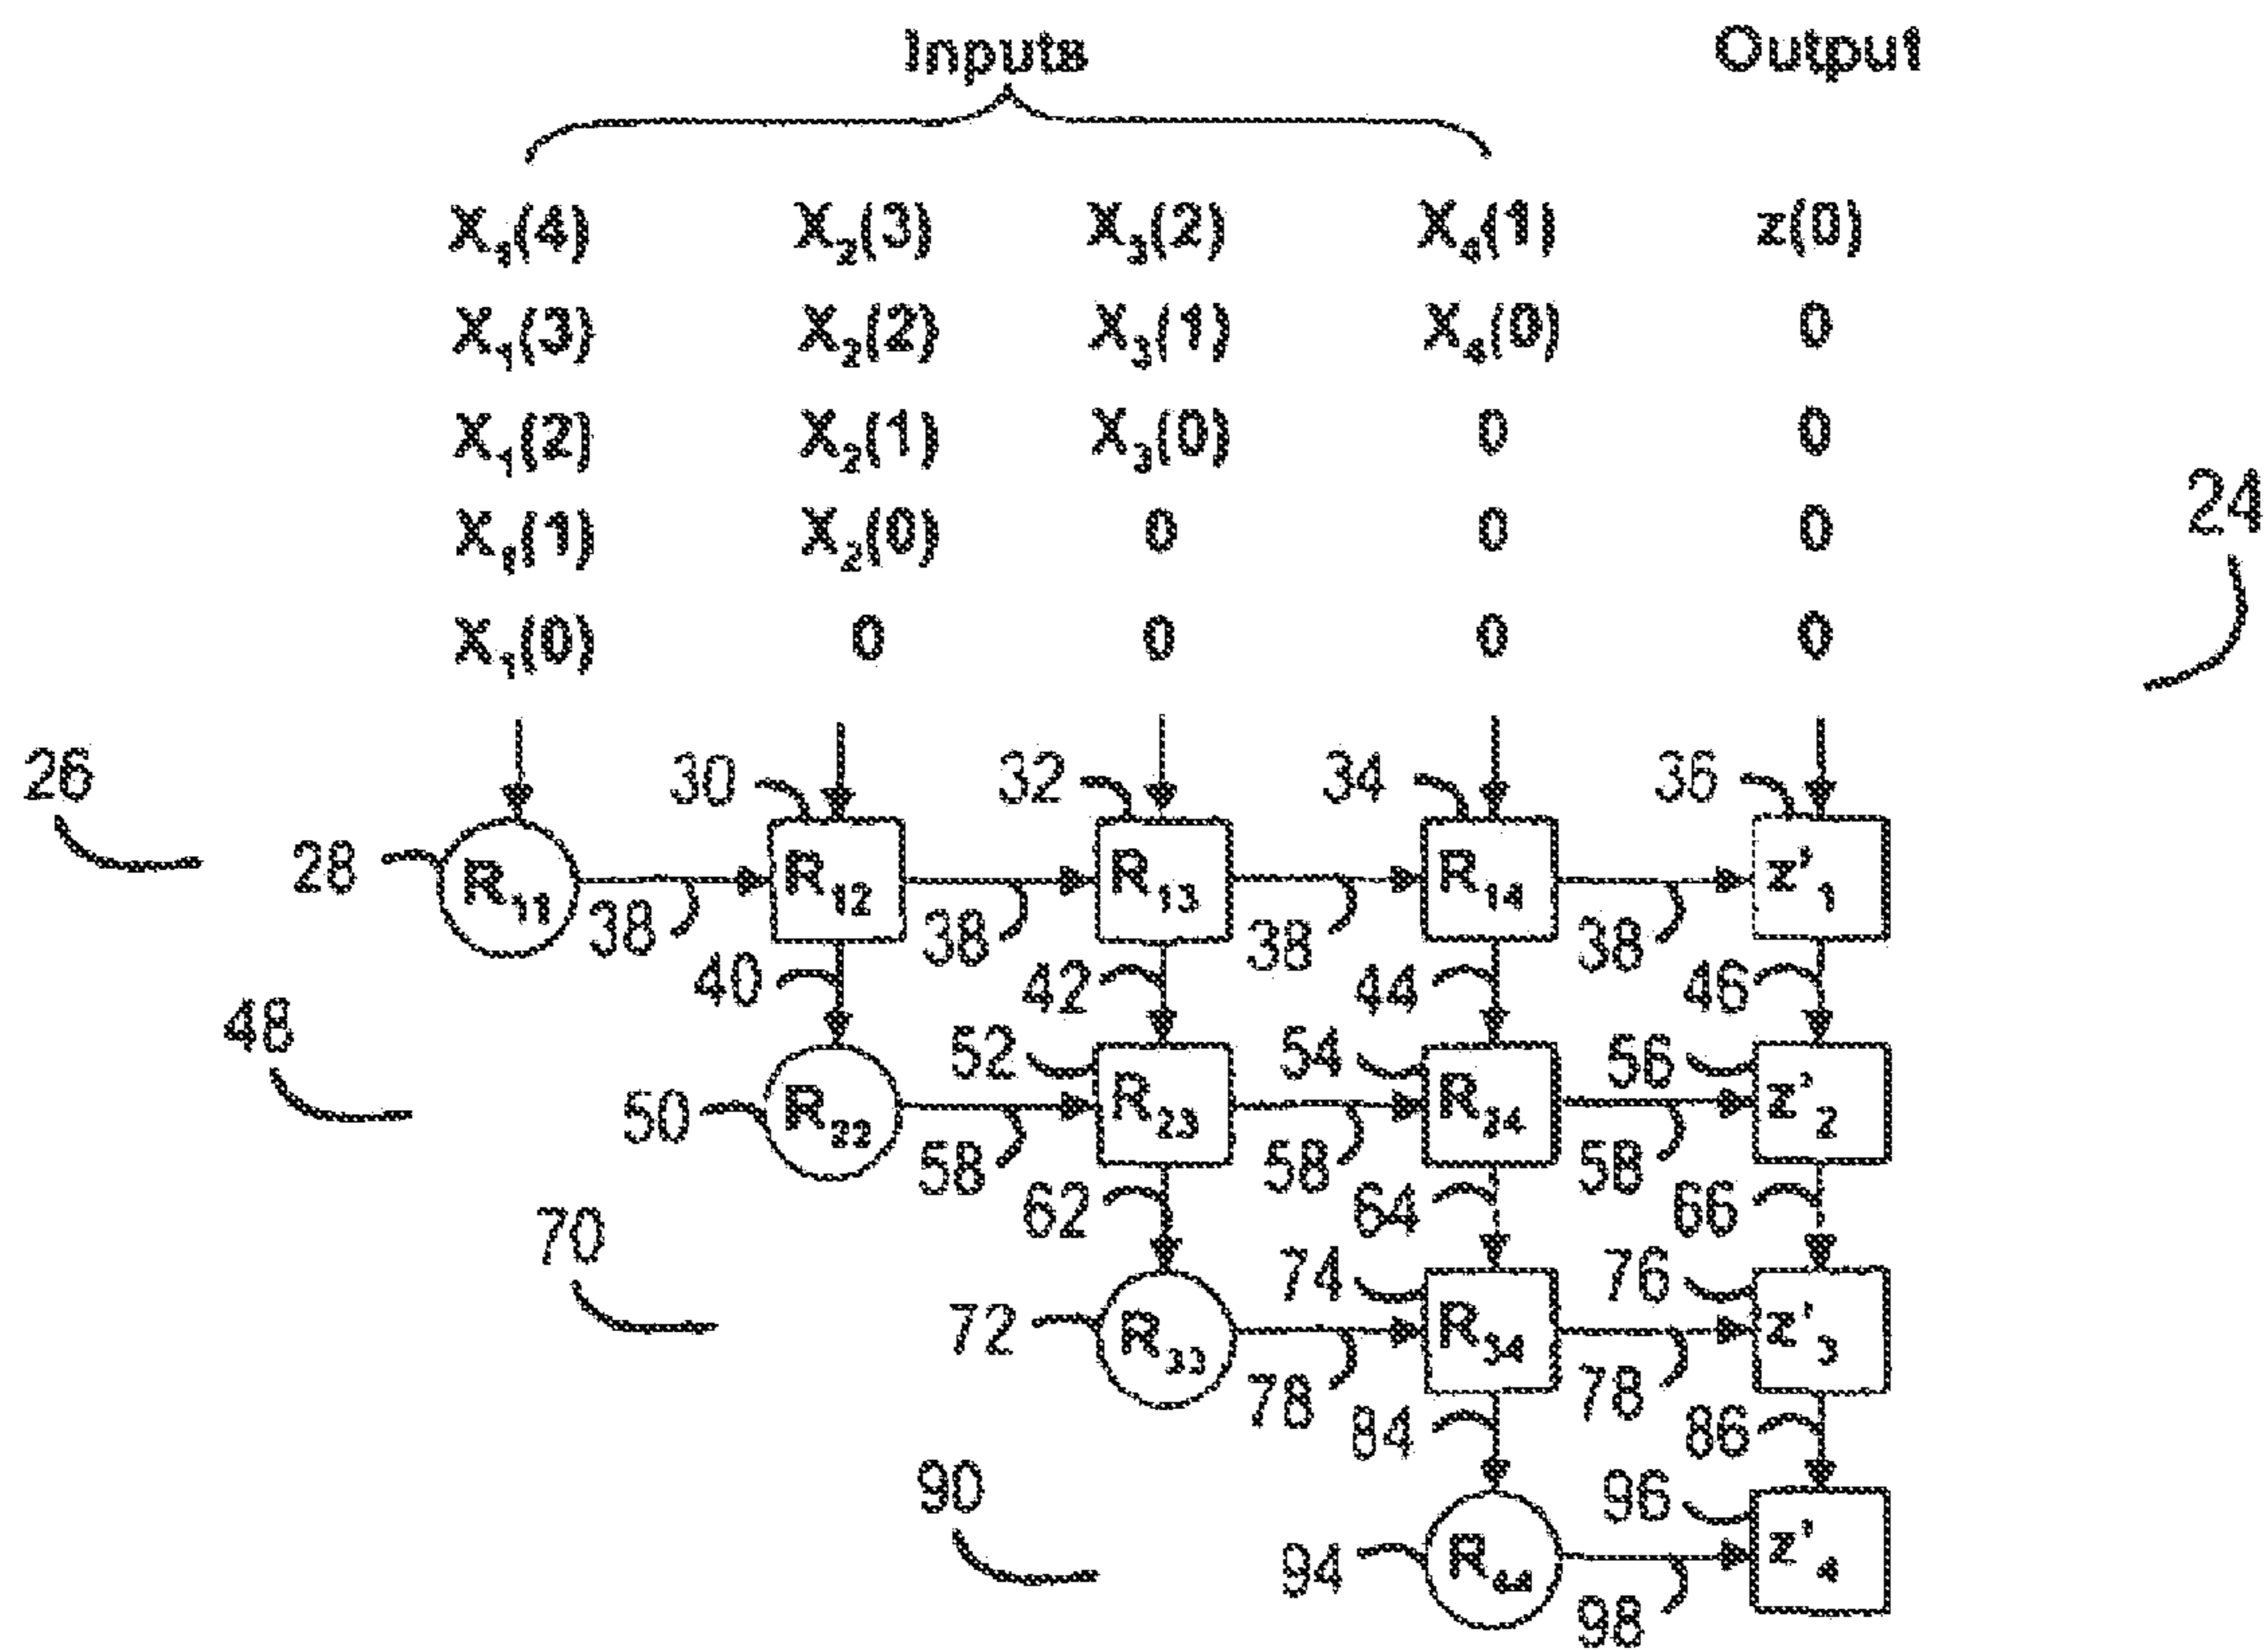 Inputs Output
X₁(4) X₂(3) X₃(2) X₄(1) z(0)
X₁(3) X₂(2) X₃(1) X₄(0) 0
X₁(2) X₂(1) X₃(0) 0 0
24
X₁(1) X₂(0) 0 0 0
X₁(0) 0 0 0 0
26 30 32 34 36
28 R₁₁ R₁₂ R₁₃ R₁₄ z'₁
38 38 38 38
40 42 44 46
48 52 54 56
50 R₂₂ R₂₃ R₂₄ z'₂
58 58 58
62 64 66
70 74 76
72 R₃₃ R₃₄ z'₃
78 78
84 86
90 96
94 R₄₄ z'₄
98